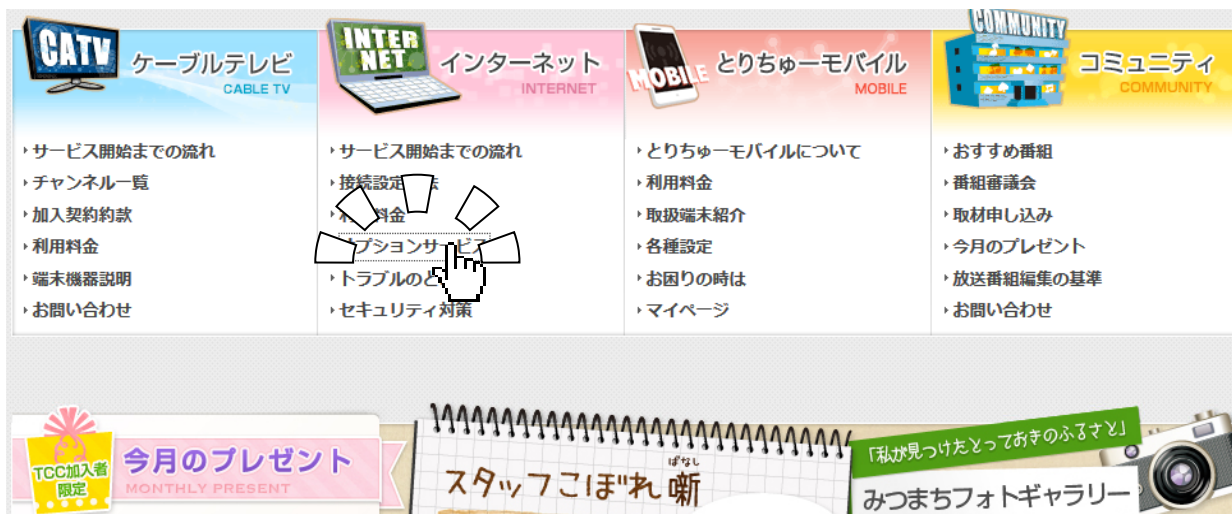 CATV
ケーブルテレビ
CABLE TV
サービス開始までの流れ
チャンネル一覧
加入契約約款
利用料金
端末機器説明
お問い合わせ
INTER
NET
インターネット
INTERNET
サービス開始までの流れ
接続設定
料金
プションサービス
トラブルのと
セキュリティ対策
MOBILE
とりちゅーモバイル
MOBILE
とりちゅーモバイルについて
利用料金
取扱端末紹介
各種設定
お困りの時は
マイページ
COMMUNITY
コミュニティ
COMMUNITY
おすすめ番組
番組審議会
取材申し込み
今月のプレゼント
放送番組編集の基準
お問い合わせ
TCC加入者
限定
今月のプレゼント
MONTHLY PRESENT
ばなし
スタッフこぼれ噺
「私が見つけたとっておきのふるさと」
みつまちフォトギャラリー